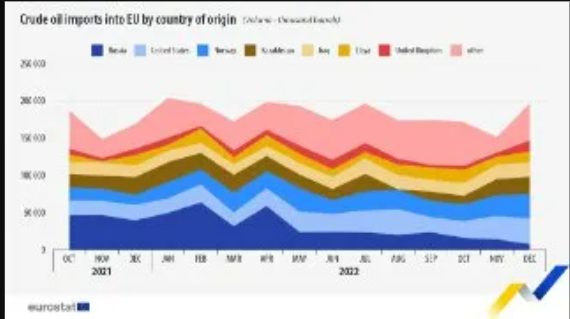 Crude oil imports into EU by country of origin (Volume - thousand barrels)
Russia United States Norway Kazakhstan Iraq Libya United Kingdom other
250 000
200 000
150 000
100 000
50 000
0
OCT NOV DEC JAN FEB MAR APR MAY JUN JUL AUG SEP OCT NOV DEC
2021 2022
eurostat